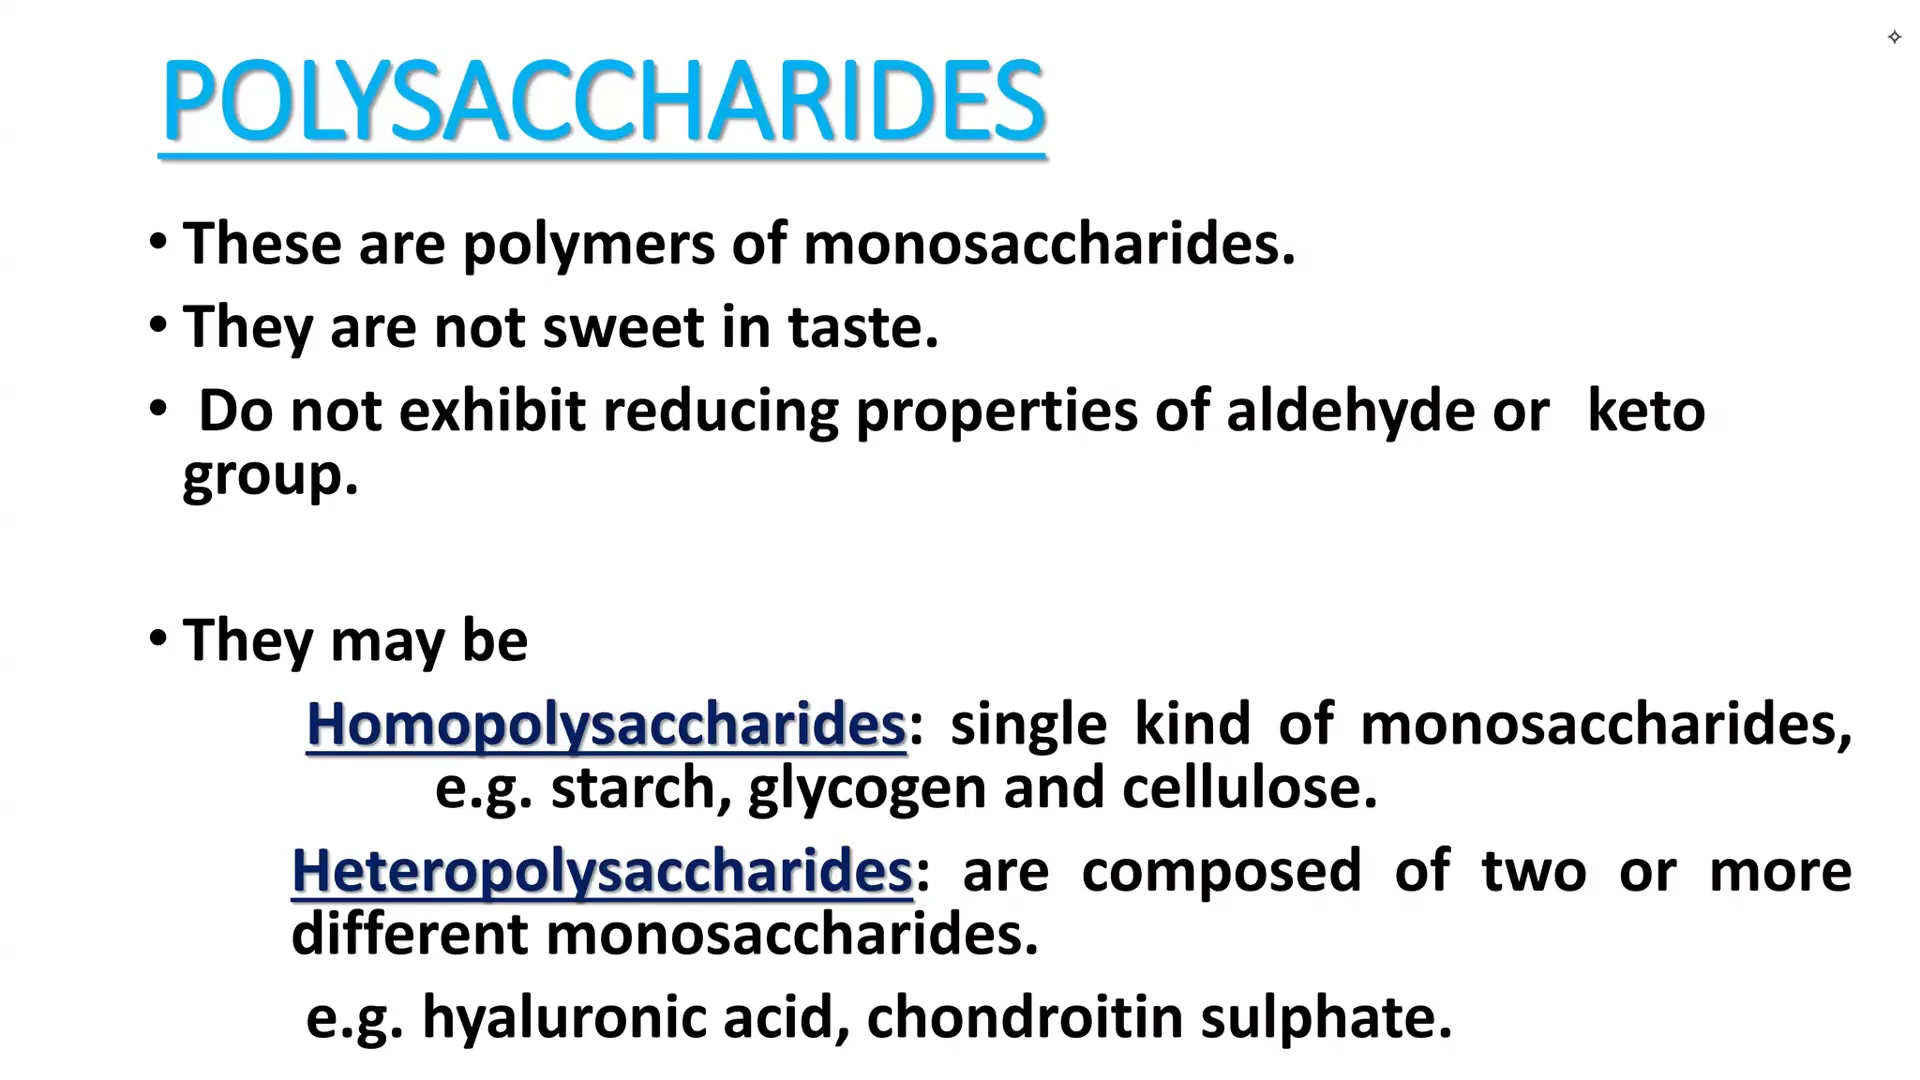 POLYSACCHARIDES
• These are polymers of monosaccharides.
• They are not sweet in taste.
• Do not exhibit reducing properties of aldehyde or keto
group.
• They may be
Homopolysaccharides: single kind of monosaccharides,
e.g. starch, glycogen and cellulose.
Heteropolysaccharides: are composed of two or more
different monosaccharides.
e.g. hyaluronic acid, chondroitin sulphate.